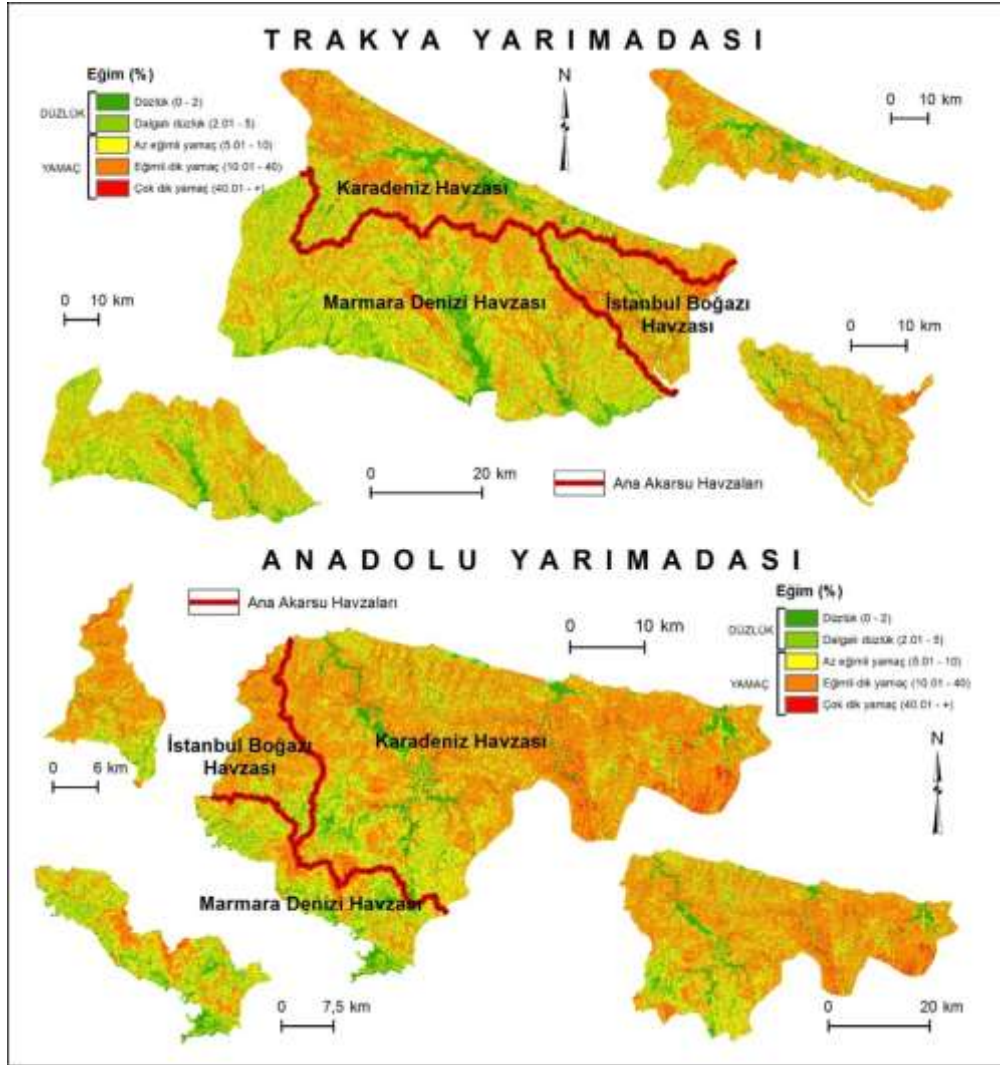 TRAKYA YARIMADASI
Eğim (%)
DÜZLÜK
Düzlük (0 - 2)
Dalgalı düzlük (2.01 - 5)
YAMAÇ
Az eğimli yamaç (5.01 - 10)
Eğimli dik yamaç (10.01 - 40)
Çok dik yamaç (40.01 - +)
N
0 10 km
Karadeniz Havzası
0 10 km
Marmara Denizi Havzası
İstanbul Boğazı
Havzası
0 10 km
0 20 km
Ana Akarsu Havzaları
ANADOLU YARIMADASI
Ana Akarsu Havzaları
0 10 km
Eğim (%)
DÜZLÜK
Düzlük (0 - 2)
Dalgalı düzlük (2.01 - 5)
YAMAÇ
Az eğimli yamaç (5.01 - 10)
Eğimli dik yamaç (10.01 - 40)
Çok dik yamaç (40.01 - +)
N
İstanbul Boğazı
Havzası
Karadeniz Havzası
0 6 km
Marmara Denizi Havzası
0 7,5 km
0 20 km